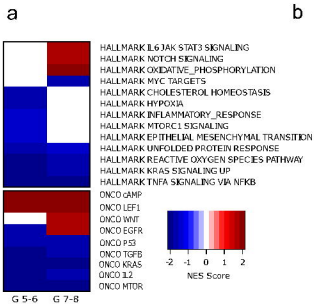 a
b
HALLMARK IL6 JAK STAT3 SIGNALING
HALLMARK NOTCH SIGNALING
HALLMARK OXIDATIVE_PHOSPHORYLATION
HALLMARK MYC TARGETS
HALLMARK CHOLESTEROL HOMEOSTASIS
HALLMARK HYPOXIA
HALLMARK INFLAMMATORY_RESPONSE
HALLMARK MTORC1 SIGNALING
HALLMARK EPITHELIAL MESENCHYMAL TRANSITION
HALLMARK UNFOLDED PROTEIN RESPONSE
HALLMARK REACTIVE OXYGEN SPECIES PATHWAY
HALLMARK KRAS SIGNALING UP
HALLMARK TNFA SIGNALING VIA NFKB
ONCO cAMP
ONCO LEF1
ONCO WNT
ONCO EGFR
ONCO P53
ONCO TGFB
ONCO KRAS
ONCO IL2
ONCO MTOR
G 5-6 G 7-8
-2 -1 0 1 2
NES Score